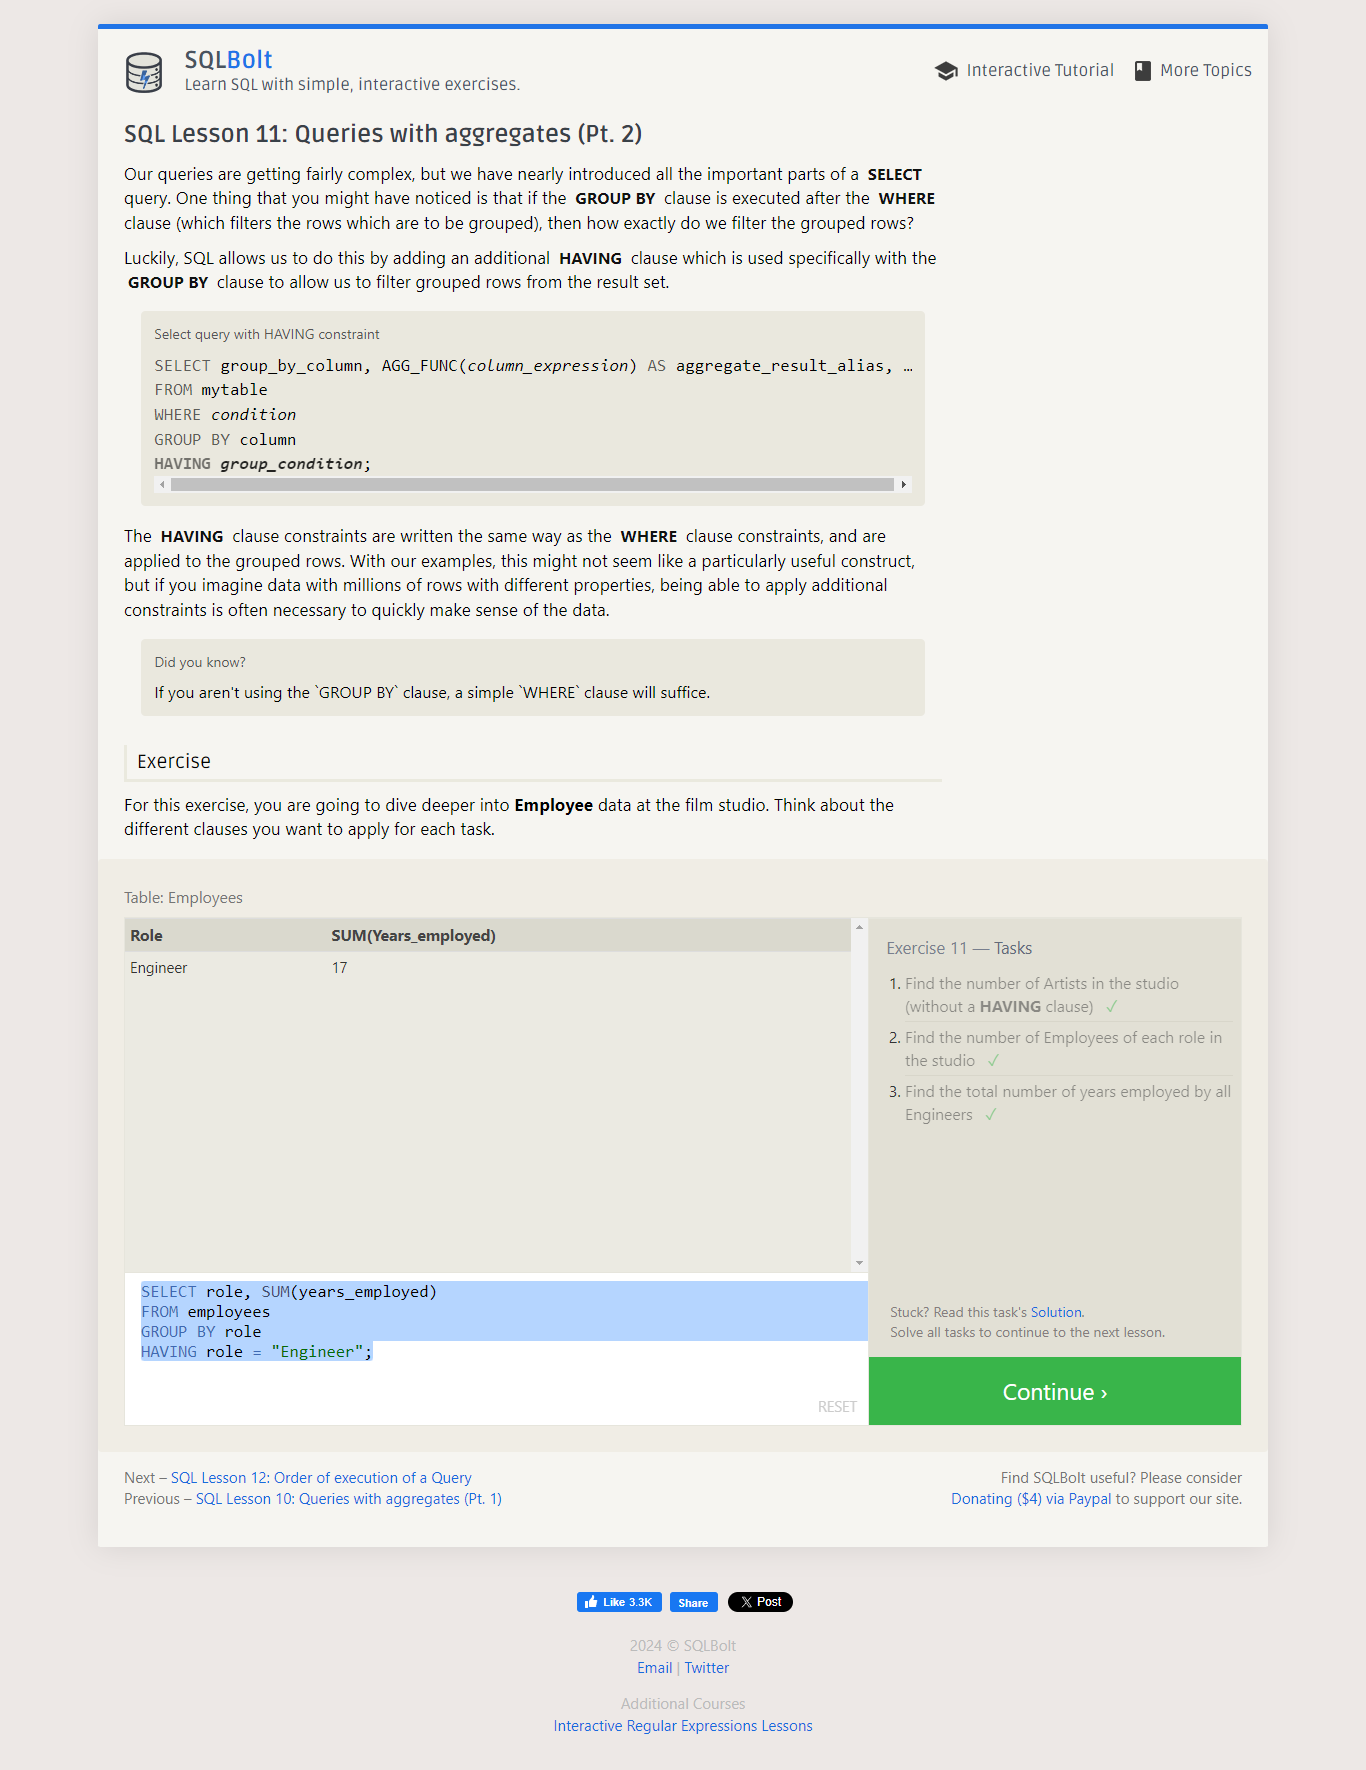 SQLBolt
Learn SQL with simple, interactive exercises.
Interactive Tutorial
More Topics
SQL Lesson 11: Queries with aggregates (Pt. 2)
Our queries are getting fairly complex, but we have nearly introduced all the important parts of a SELECT
query. One thing that you might have noticed is that if the GROUP BY clause is executed after the WHERE
clause (which filters the rows which are to be grouped), then how exactly do we filter the grouped rows?
Luckily, SQL allows us to do this by adding an additional HAVING clause which is used specifically with the
GROUP BY clause to allow us to filter grouped rows from the result set.
Select query with HAVING constraint
SELECT group_by_column, AGG_FUNC(column_expression) AS aggregate_result_alias, …
FROM mytable
WHERE condition
GROUP BY column
HAVING group_condition;
The HAVING clause constraints are written the same way as the WHERE clause constraints, and are
applied to the grouped rows. With our examples, this might not seem like a particularly useful construct,
but if you imagine data with millions of rows with different properties, being able to apply additional
constraints is often necessary to quickly make sense of the data.
Did you know?
If you aren't using the `GROUP BY` clause, a simple `WHERE` clause will suffice.
Exercise
For this exercise, you are going to dive deeper into Employee data at the film studio. Think about the
different clauses you want to apply for each task.
Table: Employees
Role SUM(Years_employed)
Engineer 17
SELECT role, SUM(years_employed)
FROM employees
GROUP BY role
HAVING role = "Engineer";
RESET
Exercise 11 — Tasks
1. Find the number of Artists in the studio
(without a HAVING clause) ✓
2. Find the number of Employees of each role in
the studio ✓
3. Find the total number of years employed by all
Engineers ✓
Stuck? Read this task's Solution.
Solve all tasks to continue to the next lesson.
Continue ›
Next – SQL Lesson 12: Order of execution of a Query
Previous – SQL Lesson 10: Queries with aggregates (Pt. 1)
Find SQLBolt useful? Please consider
Donating ($4) via Paypal to support our site.
Like 3.3K
Share
Post
2024 © SQLBolt
Email | Twitter
Additional Courses
Interactive Regular Expressions Lessons